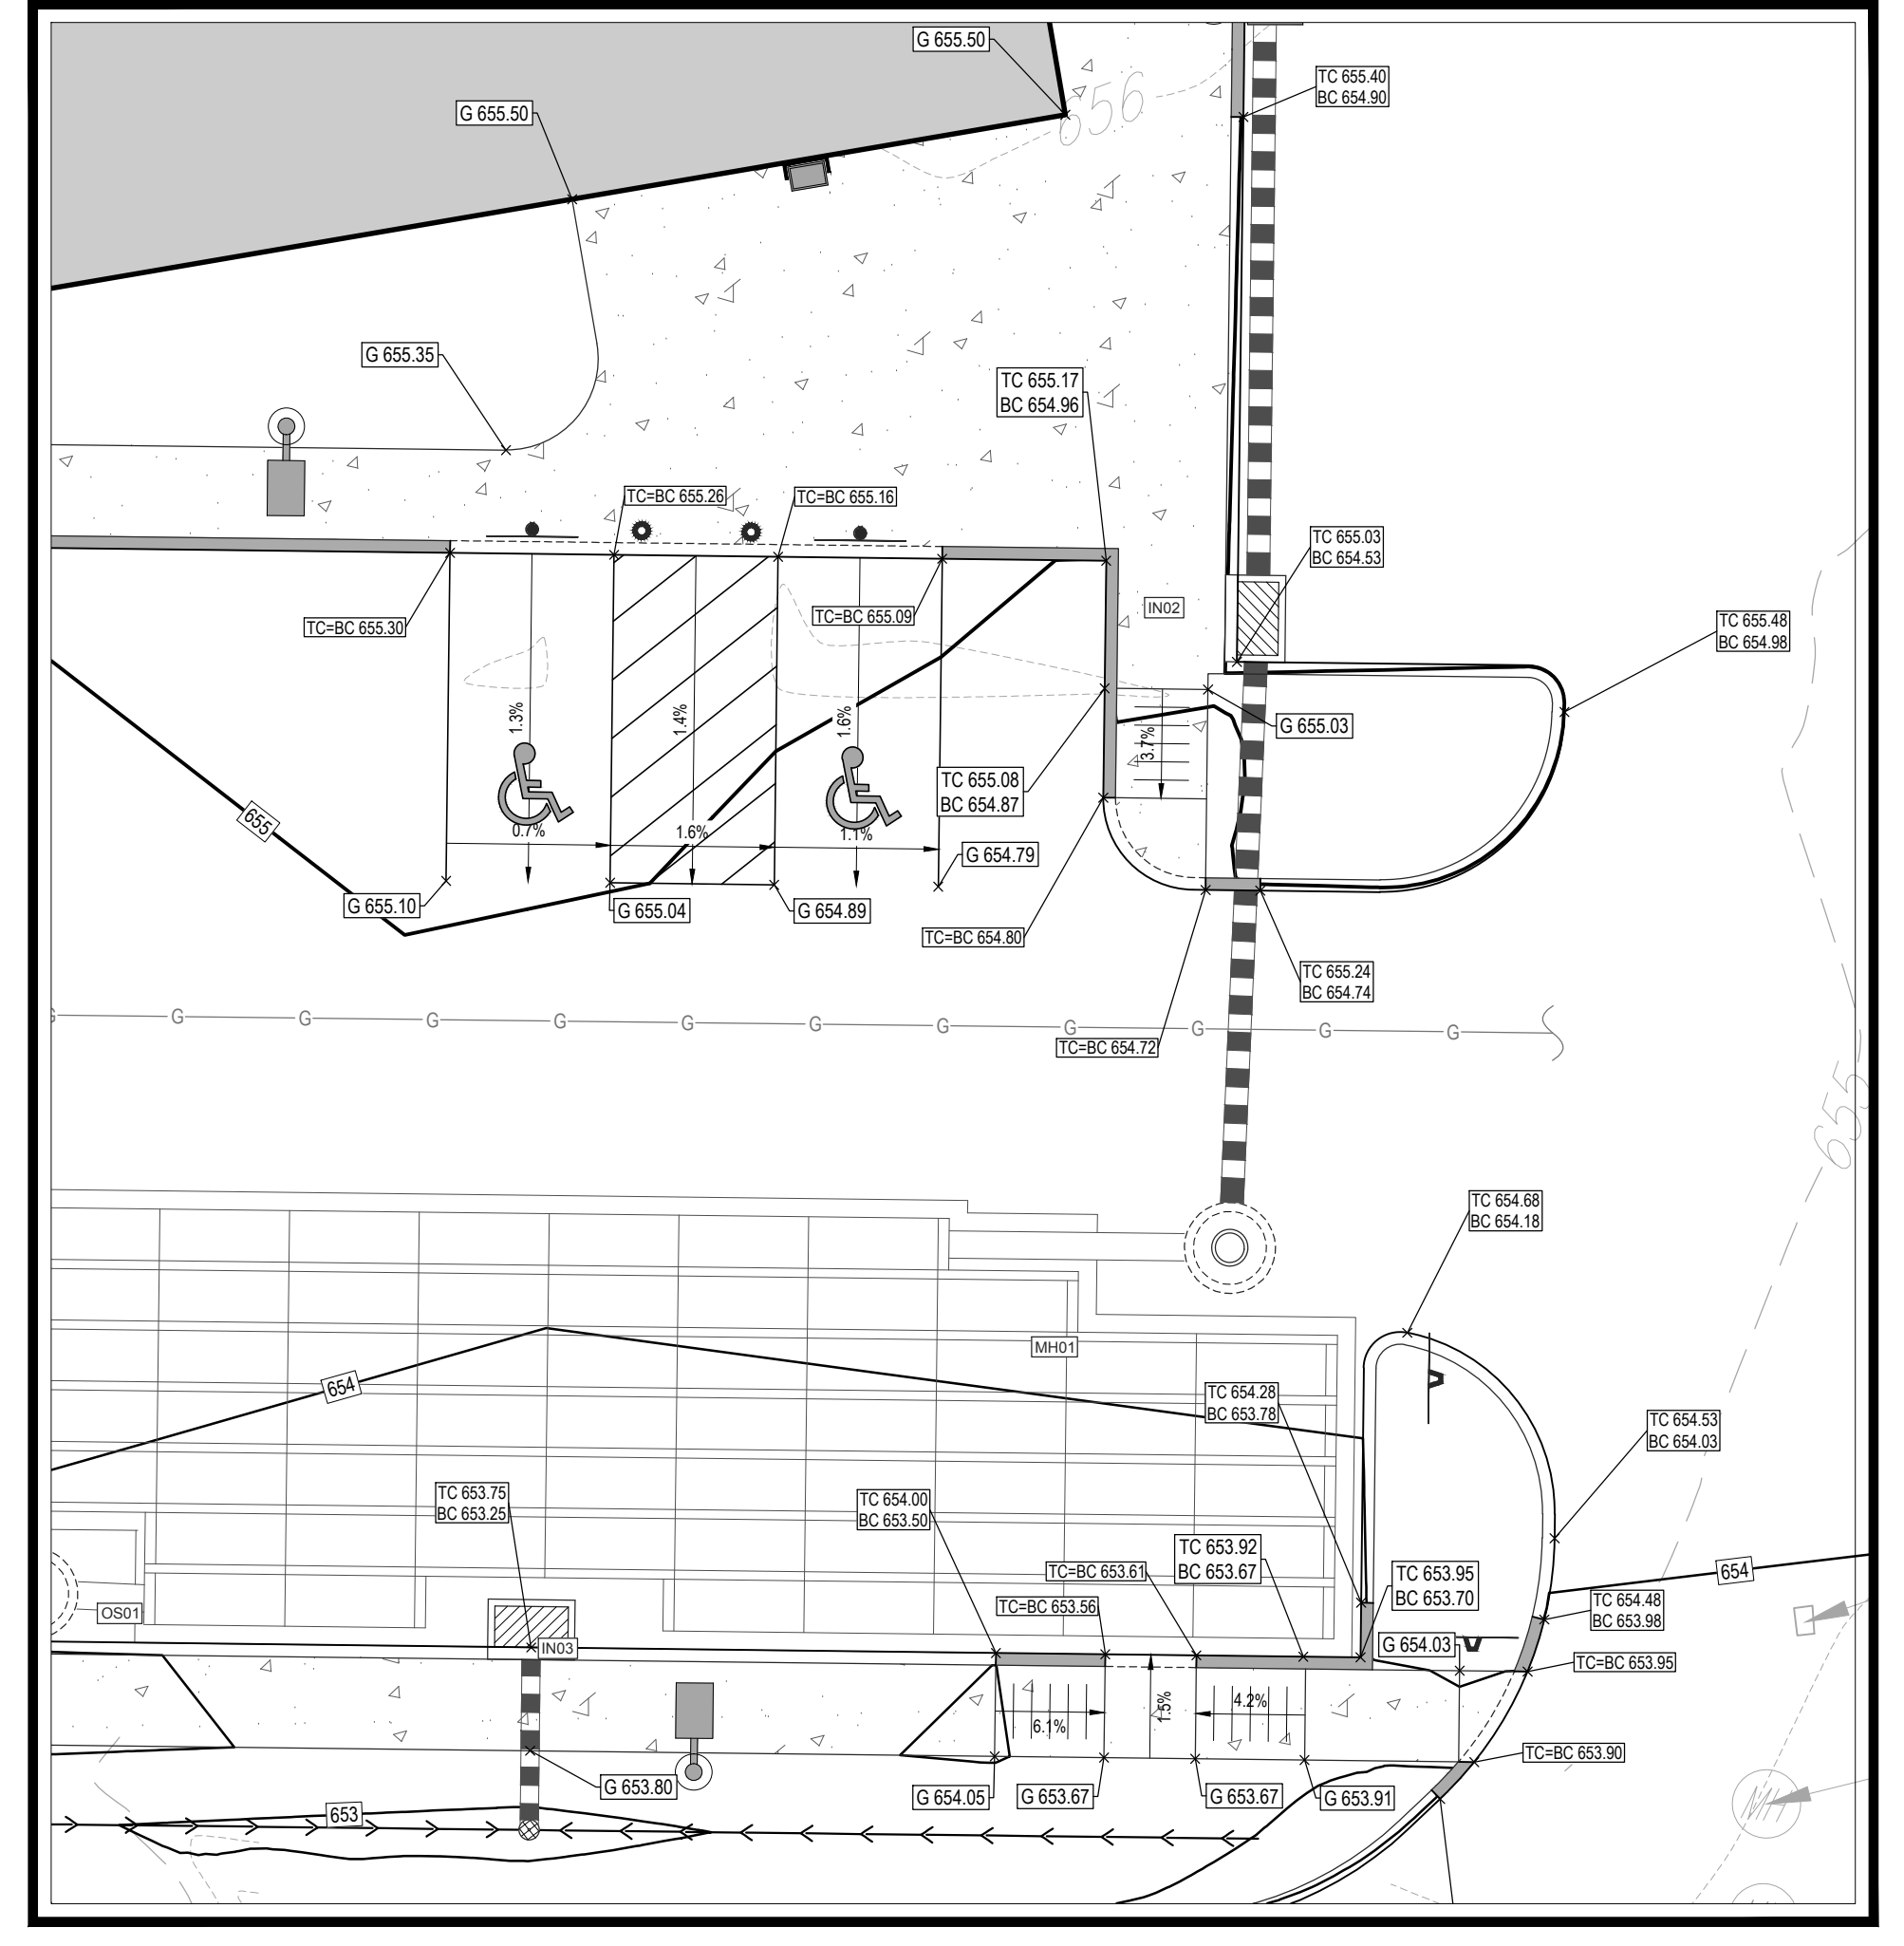 G 655.50
656
TC 655.40
BC 654.90
G 655.50
G 655.35
TC 655.17
BC 654.96
TC=BC 655.26
TC=BC 655.16
TC 655.03
BC 654.53
TC=BC 655.30
TC=BC 655.09
IN02
TC 655.48
BC 654.98
1.3%
1.4%
1.6%
3.7%
G 655.03
TC 655.08
BC 654.87
655
0.7%
1.6%
1.1%
G 654.79
G 655.10
G 655.04
G 654.89
TC=BC 654.80
TC 655.24
BC 654.74
G G G G G G G G G G G G
TC=BC 654.72
655
TC 654.68
BC 654.18
MH01
654
TC 654.28
BC 653.78
TC 654.53
BC 654.03
TC 653.75
BC 653.25
TC 654.00
BC 653.50
TC 653.92
BC 653.67
TC=BC 653.61
TC 653.95
BC 653.70
654
TC=BC 653.56
TC 654.48
BC 653.98
OS01
IN03
G 654.03
TC=BC 653.95
6.1%
1.5%
4.2%
TC=BC 653.90
G 653.80
G 654.05
G 653.67
G 653.67
G 653.91
653
MH